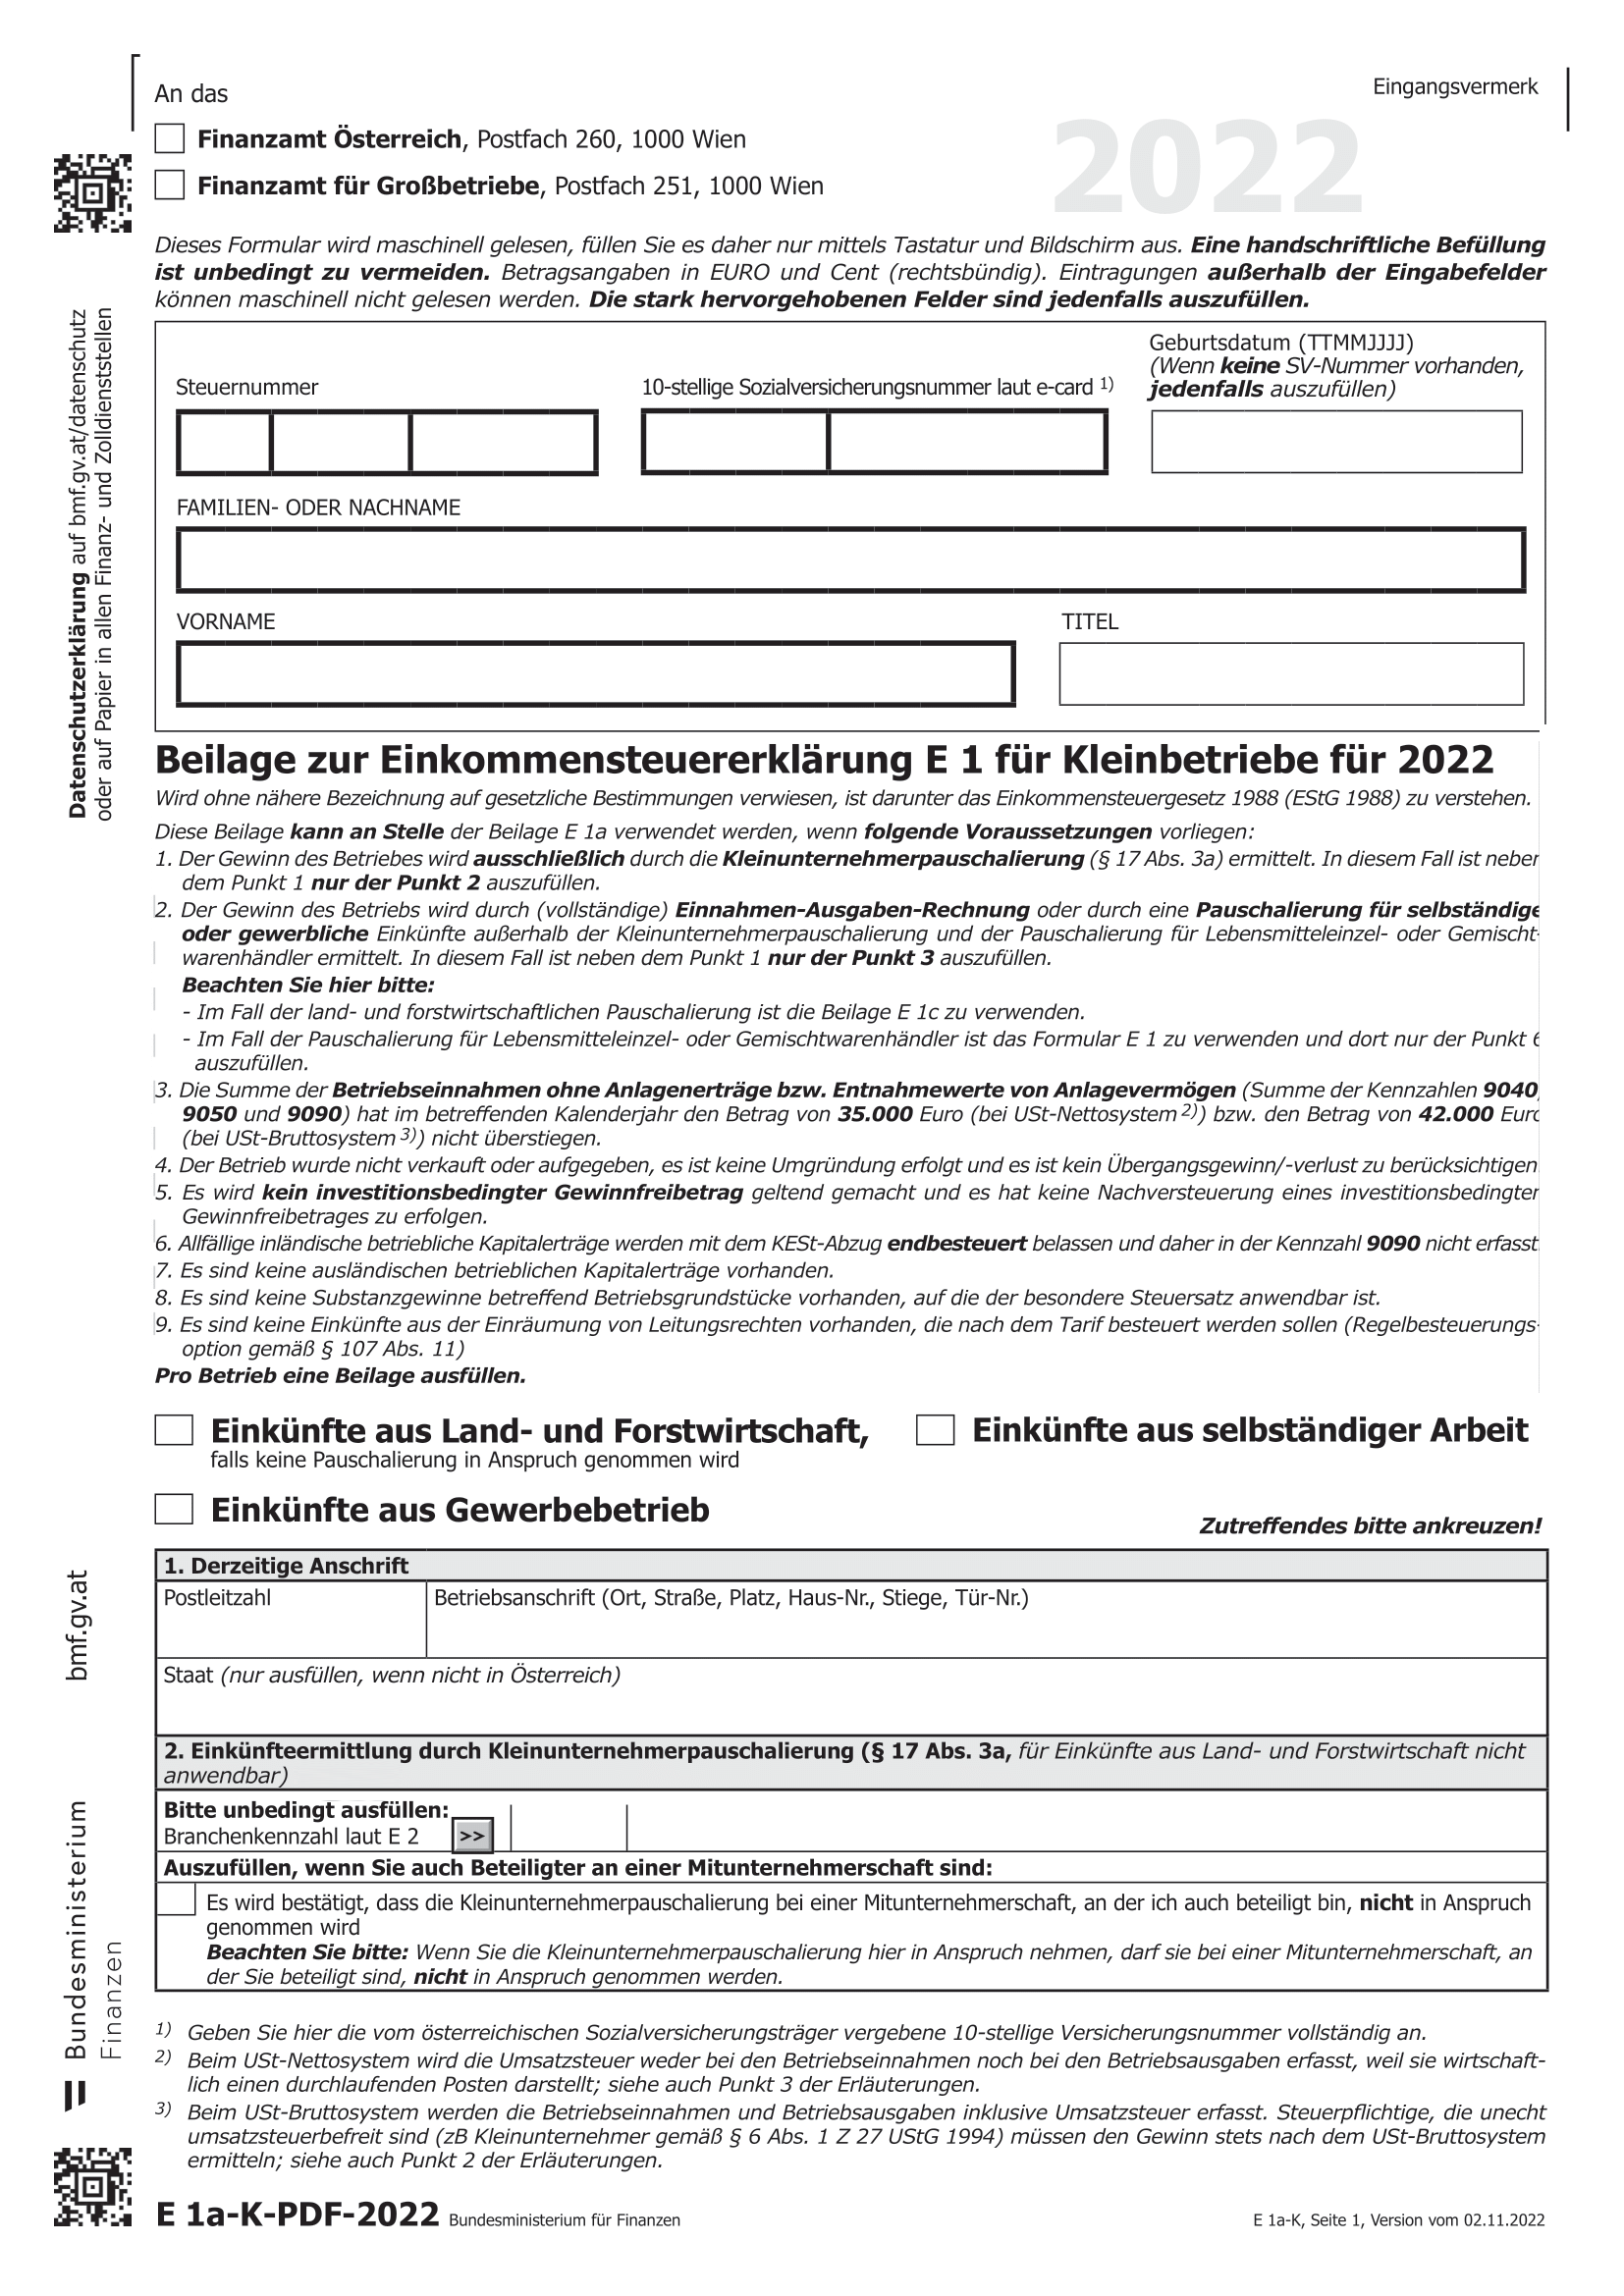 An das
Eingangsvermerk
Finanzamt Österreich, Postfach 260, 1000 Wien
Finanzamt für Großbetriebe, Postfach 251, 1000 Wien
2022
Dieses Formular wird maschinell gelesen, füllen Sie es daher nur mittels Tastatur und Bildschirm aus. Eine handschriftliche Befüllung
ist unbedingt zu vermeiden. Betragsangaben in EURO und Cent (rechtsbündig). Eintragungen außerhalb der Eingabefelder
können maschinell nicht gelesen werden. Die stark hervorgehobenen Felder sind jedenfalls auszufüllen.
Steuernummer
10-stellige Sozialversicherungsnummer laut e-card 1)
Geburtsdatum (TTMMJJJJ)
(Wenn keine SV-Nummer vorhanden,
jedenfalls auszufüllen)
FAMILIEN- ODER NACHNAME
VORNAME
TITEL
Beilage zur Einkommensteuererklärung E 1 für Kleinbetriebe für 2022
Wird ohne nähere Bezeichnung auf gesetzliche Bestimmungen verwiesen, ist darunter das Einkommensteuergesetz 1988 (EStG 1988) zu verstehen.
Diese Beilage kann an Stelle der Beilage E 1a verwendet werden, wenn folgende Voraussetzungen vorliegen:
1. Der Gewinn des Betriebes wird ausschließlich durch die Kleinunternehmerpauschalierung (§ 17 Abs. 3a) ermittelt. In diesem Fall ist neben
dem Punkt 1 nur der Punkt 2 auszufüllen.
2. Der Gewinn des Betriebs wird durch (vollständige) Einnahmen-Ausgaben-Rechnung oder durch eine Pauschalierung für selbständige
oder gewerbliche Einkünfte außerhalb der Kleinunternehmerpauschalierung und der Pauschalierung für Lebensmitteleinzel- oder Gemischt-
warenhändler ermittelt. In diesem Fall ist neben dem Punkt 1 nur der Punkt 3 auszufüllen.
Beachten Sie hier bitte:
- Im Fall der land- und forstwirtschaftlichen Pauschalierung ist die Beilage E 1c zu verwenden.
- Im Fall der Pauschalierung für Lebensmitteleinzel- oder Gemischtwarenhändler ist das Formular E 1 zu verwenden und dort nur der Punkt 6
auszufüllen.
3. Die Summe der Betriebseinnahmen ohne Anlagenerträge bzw. Entnahmewerte von Anlagevermögen (Summe der Kennzahlen 9040,
9050 und 9090) hat im betreffenden Kalenderjahr den Betrag von 35.000 Euro (bei USt-Nettosystem 2)) bzw. den Betrag von 42.000 Euro
(bei USt-Bruttosystem 3)) nicht überstiegen.
4. Der Betrieb wurde nicht verkauft oder aufgegeben, es ist keine Umgründung erfolgt und es ist kein Übergangsgewinn/-verlust zu berücksichtigen.
5. Es wird kein investitionsbedingter Gewinnfreibetrag geltend gemacht und es hat keine Nachversteuerung eines investitionsbedingten
Gewinnfreibetrages zu erfolgen.
6. Allfällige inländische betriebliche Kapitalerträge werden mit dem KESt-Abzug endbesteuert belassen und daher in der Kennzahl 9090 nicht erfasst.
7. Es sind keine ausländischen betrieblichen Kapitalerträge vorhanden.
8. Es sind keine Substanzgewinne betreffend Betriebsgrundstücke vorhanden, auf die der besondere Steuersatz anwendbar ist.
9. Es sind keine Einkünfte aus der Einräumung von Leitungsrechten vorhanden, die nach dem Tarif besteuert werden sollen (Regelbesteuerungs-
option gemäß § 107 Abs. 11)
Pro Betrieb eine Beilage ausfüllen.
Einkünfte aus Land- und Forstwirtschaft,
falls keine Pauschalierung in Anspruch genommen wird
Einkünfte aus selbständiger Arbeit
Einkünfte aus Gewerbebetrieb
Zutreffendes bitte ankreuzen!
1. Derzeitige Anschrift
Postleitzahl
Betriebsanschrift (Ort, Straße, Platz, Haus-Nr., Stiege, Tür-Nr.)
Staat (nur ausfüllen, wenn nicht in Österreich)
2. Einkünfteermittlung durch Kleinunternehmerpauschalierung (§ 17 Abs. 3a, für Einkünfte aus Land- und Forstwirtschaft nicht
anwendbar)
Bitte unbedingt ausfüllen:
Branchenkennzahl laut E 2 >>
Auszufüllen, wenn Sie auch Beteiligter an einer Mitunternehmerschaft sind:
Es wird bestätigt, dass die Kleinunternehmerpauschalierung bei einer Mitunternehmerschaft, an der ich auch beteiligt bin, nicht in Anspruch
genommen wird
Beachten Sie bitte: Wenn Sie die Kleinunternehmerpauschalierung hier in Anspruch nehmen, darf sie bei einer Mitunternehmerschaft, an
der Sie beteiligt sind, nicht in Anspruch genommen werden.
1) Geben Sie hier die vom österreichischen Sozialversicherungsträger vergebene 10-stellige Versicherungsnummer vollständig an.
2) Beim USt-Nettosystem wird die Umsatzsteuer weder bei den Betriebseinnahmen noch bei den Betriebsausgaben erfasst, weil sie wirtschaft-
lich einen durchlaufenden Posten darstellt; siehe auch Punkt 3 der Erläuterungen.
3) Beim USt-Bruttosystem werden die Betriebseinnahmen und Betriebsausgaben inklusive Umsatzsteuer erfasst. Steuerpflichtige, die unecht
umsatzsteuerbefreit sind (zB Kleinunternehmer gemäß § 6 Abs. 1 Z 27 UStG 1994) müssen den Gewinn stets nach dem USt-Bruttosystem
ermitteln; siehe auch Punkt 2 der Erläuterungen.
E 1a-K-PDF-2022 Bundesministerium für Finanzen
E 1a-K, Seite 1, Version vom 02.11.2022
Datenschutzerklärung auf bmf.gv.at/datenschutz
oder auf Papier in allen Finanz- und Zolldienststellen
bmf.gv.at
Bundesministerium
Finanzen